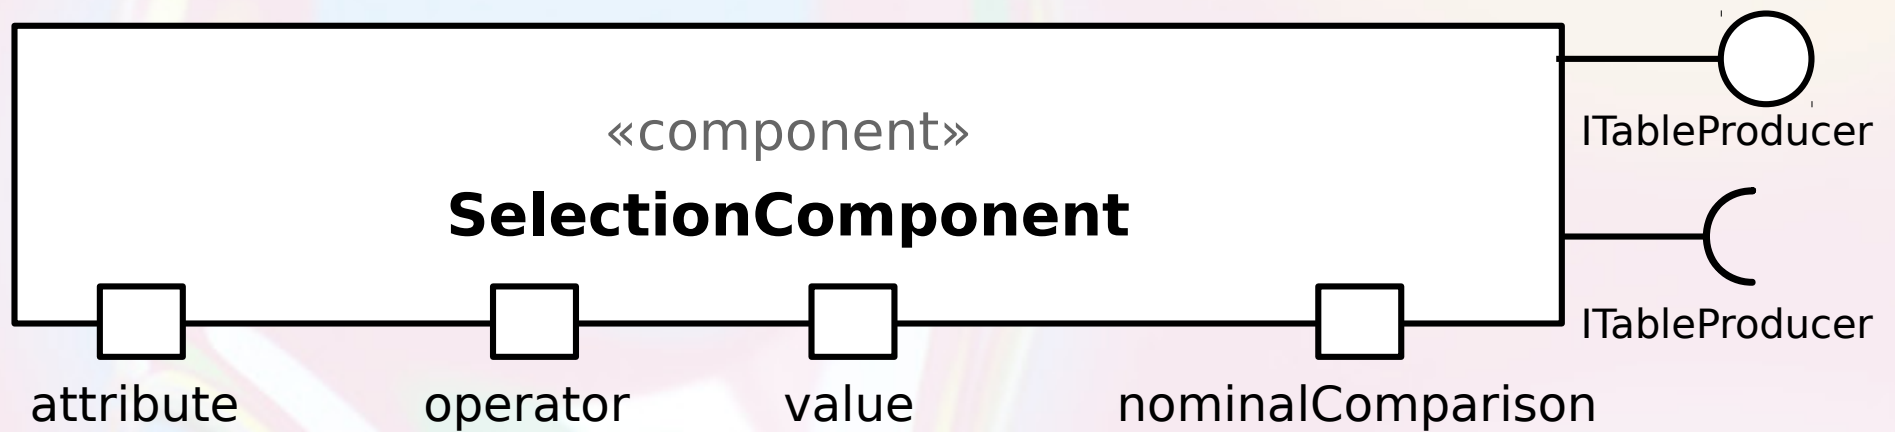 «component»
SelectionComponent
ITableProducer
ITableProducer
attribute
operator
value
nominalComparison